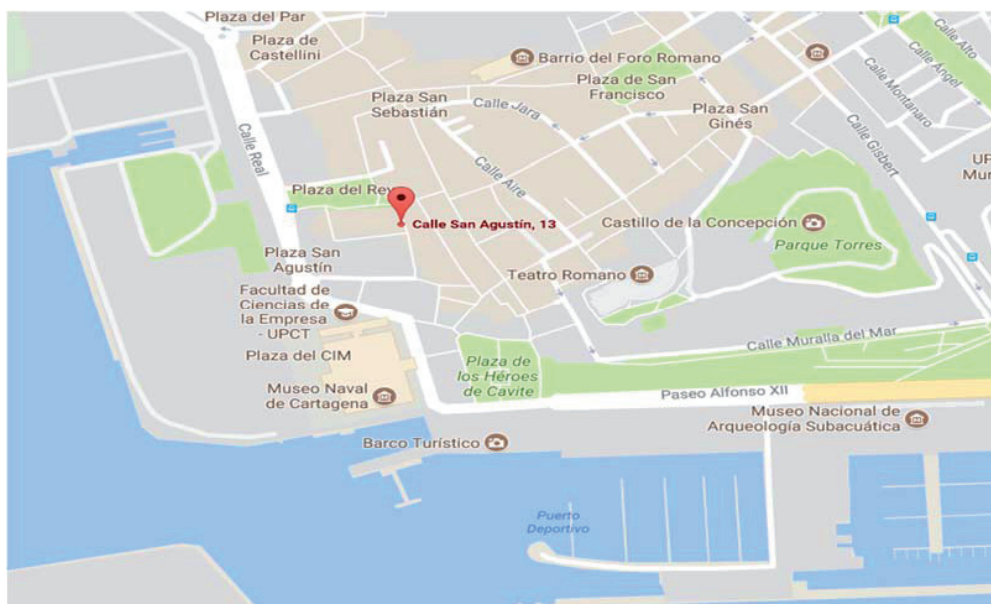 Plaza del Par
Plaza de
Castellini
Barrio del Foro Romano
Plaza de San
Francisco
Calle Alto
Calle Ángel
Calle Montanaro
Plaza San
Sebastián
Calle Jara
Plaza San
Ginés
Calle Real
Calle Gisbert
UP
Mur
Calle Aire
Plaza del Rey
Calle San Agustín, 13
Castillo de la Concepción
Parque Torres
Plaza San
Agustín
Teatro Romano
Facultad de
Ciencias de
la Empresa
- UPCT
Calle Muralla del Mar
Plaza del CIM
Plaza de
los Héroes
de Cavite
Museo Naval
de Cartagena
Paseo Alfonso XII
Museo Nacional de
Arqueología Subacuática
Barco Turístico
Puerto
Deportivo